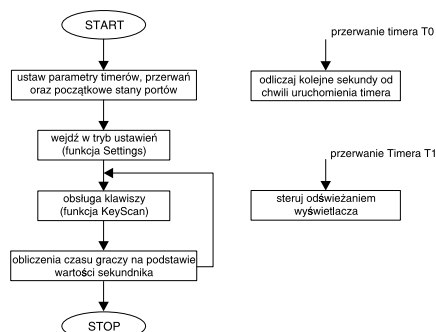 START
ustaw parametry timerów, przerwań
oraz początkowe stany portów
wejdź w tryb ustawień
(funkcja Settings)
obsługa klawiszy
(funkcja KeyScan)
obliczenia czasu graczy na podstawie
wartości sekundnika
STOP
przerwanie timera T0
odliczaj kolejne sekundy od
chwili uruchomienia timera
przerwanie Timera T1
steruj odświeżaniem
wyświetlacza